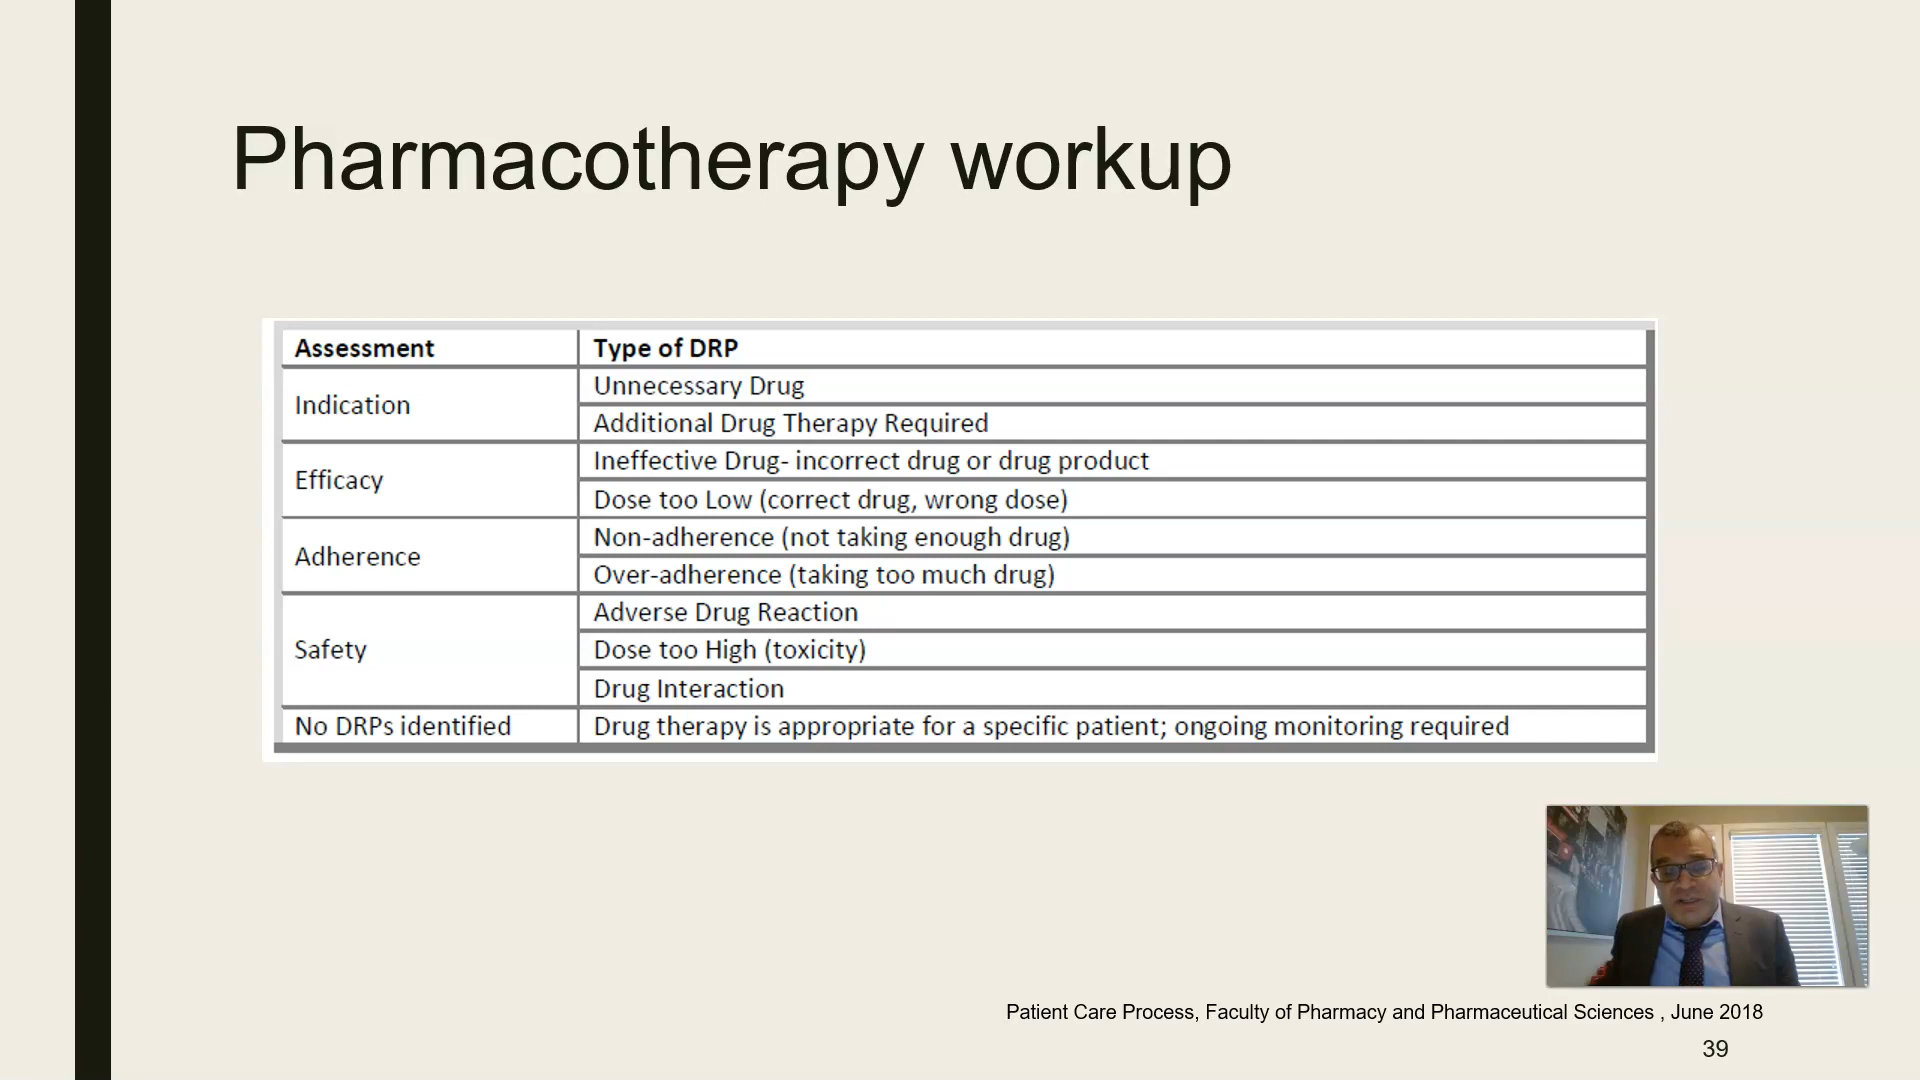 Pharmacotherapy workup
Assessment
Type of DRP
Indication
Unnecessary Drug
Additional Drug Therapy Required
Efficacy
Ineffective Drug- incorrect drug or drug product
Dose too Low (correct drug, wrong dose)
Adherence
Non-adherence (not taking enough drug)
Over-adherence (taking too much drug)
Safety
Adverse Drug Reaction
Dose too High (toxicity)
Drug Interaction
No DRPs identified
Drug therapy is appropriate for a specific patient; ongoing monitoring required
Patient Care Process, Faculty of Pharmacy and Pharmaceutical Sciences , June 2018
39